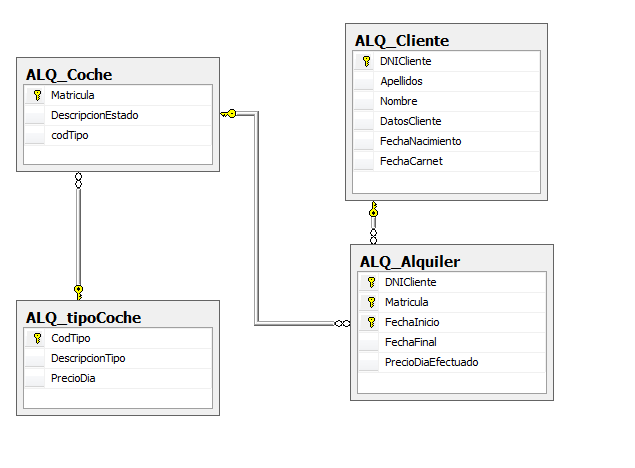 ALQ_Coche
Matricula
DescripcionEstado
codTipo
ALQ_Cliente
DNICliente
Apellidos
Nombre
DatosCliente
FechaNacimiento
FechaCarnet
ALQ_tipoCoche
CodTipo
DescripcionTipo
PrecioDia
ALQ_Alquiler
DNICliente
Matricula
FechaInicio
FechaFinal
PrecioDiaEfectuado